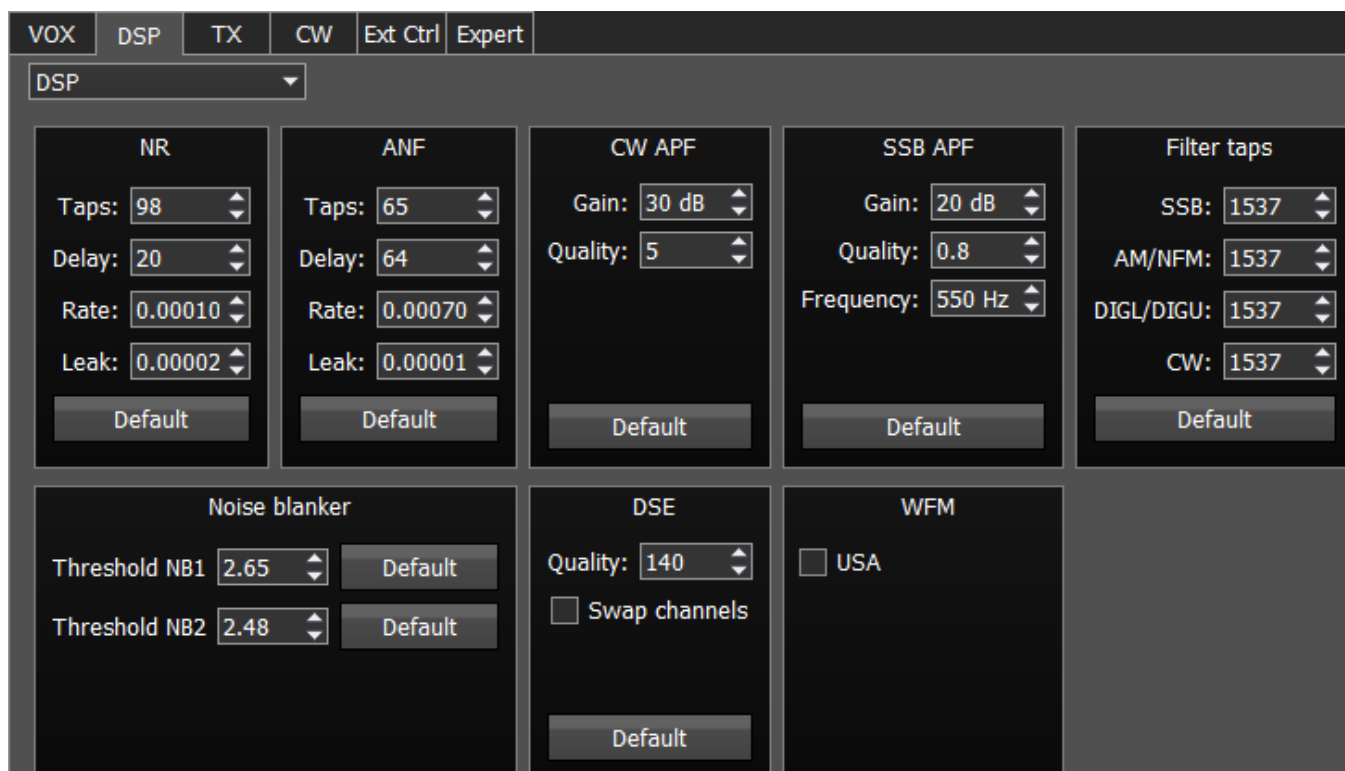 VOX DSP TX CW Ext Ctrl Expert
DSP
NR
Taps: 98
Delay: 20
Rate: 0.00010
Leak: 0.00002
Default
ANF
Taps: 65
Delay: 64
Rate: 0.00070
Leak: 0.00001
Default
CW APF
Gain: 30 dB
Quality: 5
Default
SSB APF
Gain: 20 dB
Quality: 0.8
Frequency: 550 Hz
Default
Filter taps
SSB: 1537
AM/NFM: 1537
DIGL/DIGU: 1537
CW: 1537
Default
Noise blanker
Threshold NB1 2.65 Default
Threshold NB2 2.48 Default
DSE
Quality: 140
Swap channels
Default
WFM
USA